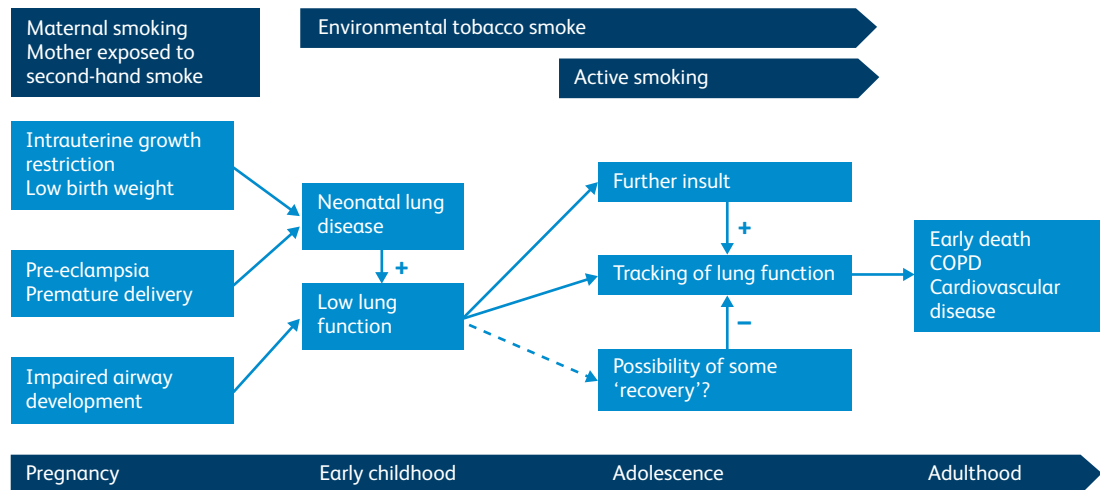 Maternal smoking
Mother exposed to
second-hand smoke
Environmental tobacco smoke
Active smoking
Intrauterine growth
restriction
Low birth weight
Pre-eclampsia
Premature delivery
Impaired airway
development
Neonatal lung
disease
+
Low lung
function
Further insult
+
Tracking of lung function
–
Possibility of some
‘recovery’?
Early death
COPD
Cardiovascular
disease
Pregnancy
Early childhood
Adolescence
Adulthood